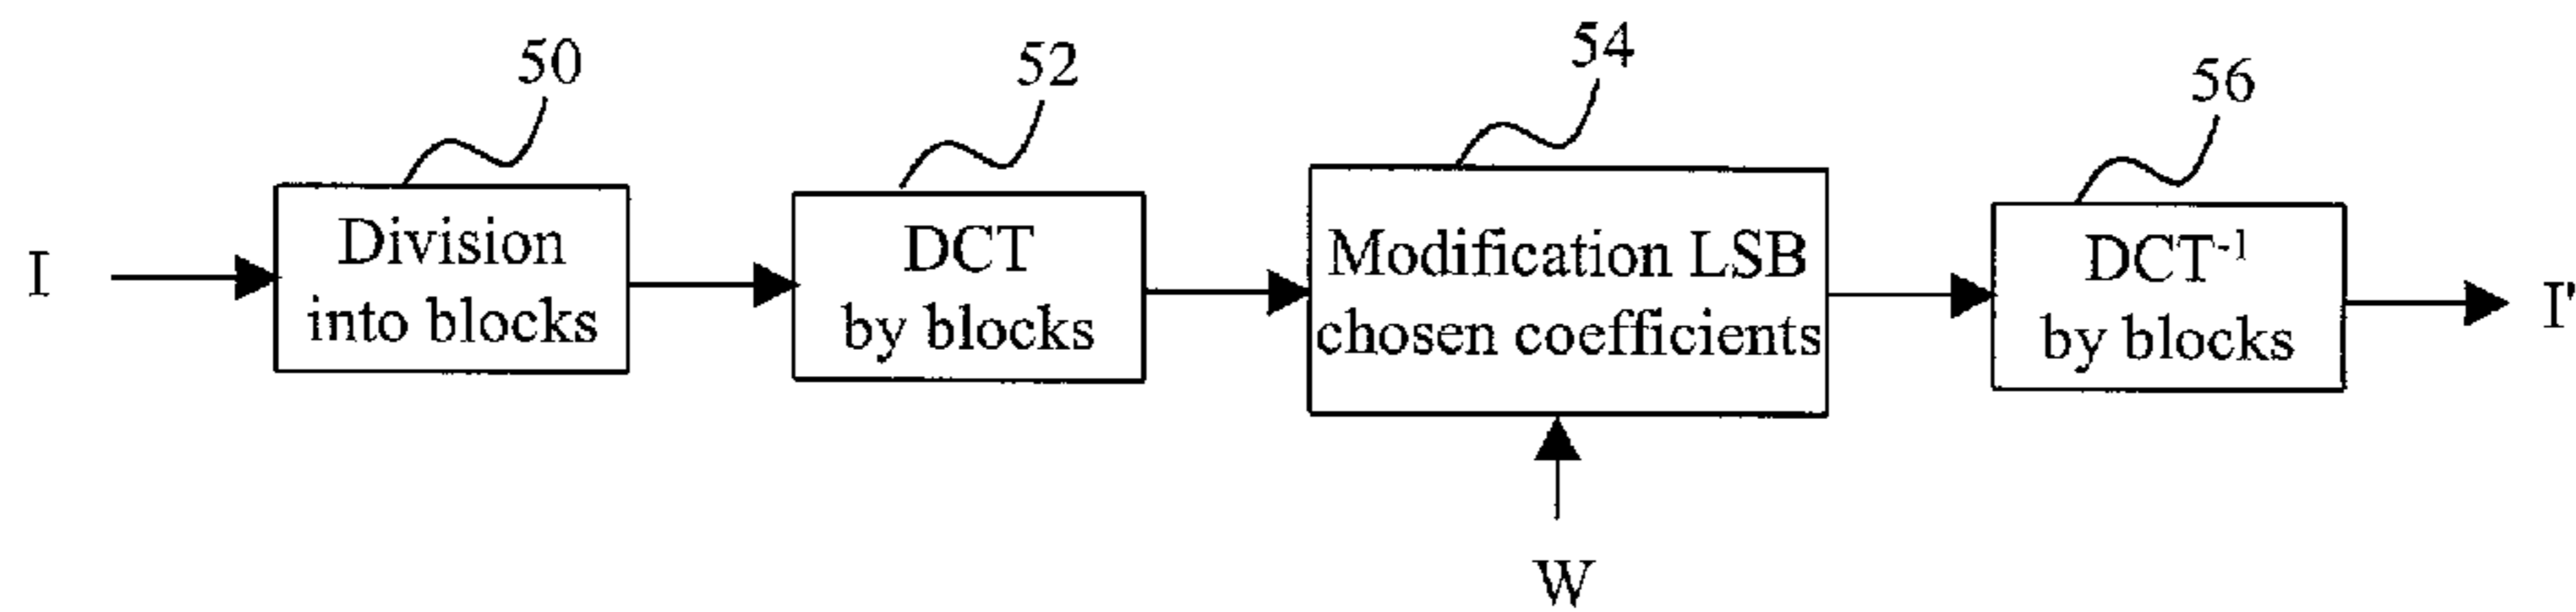 50
52
54
56
I
Division
into blocks
DCT
by blocks
Modification LSB
chosen coefficients
DCT⁻¹
by blocks
I'
W